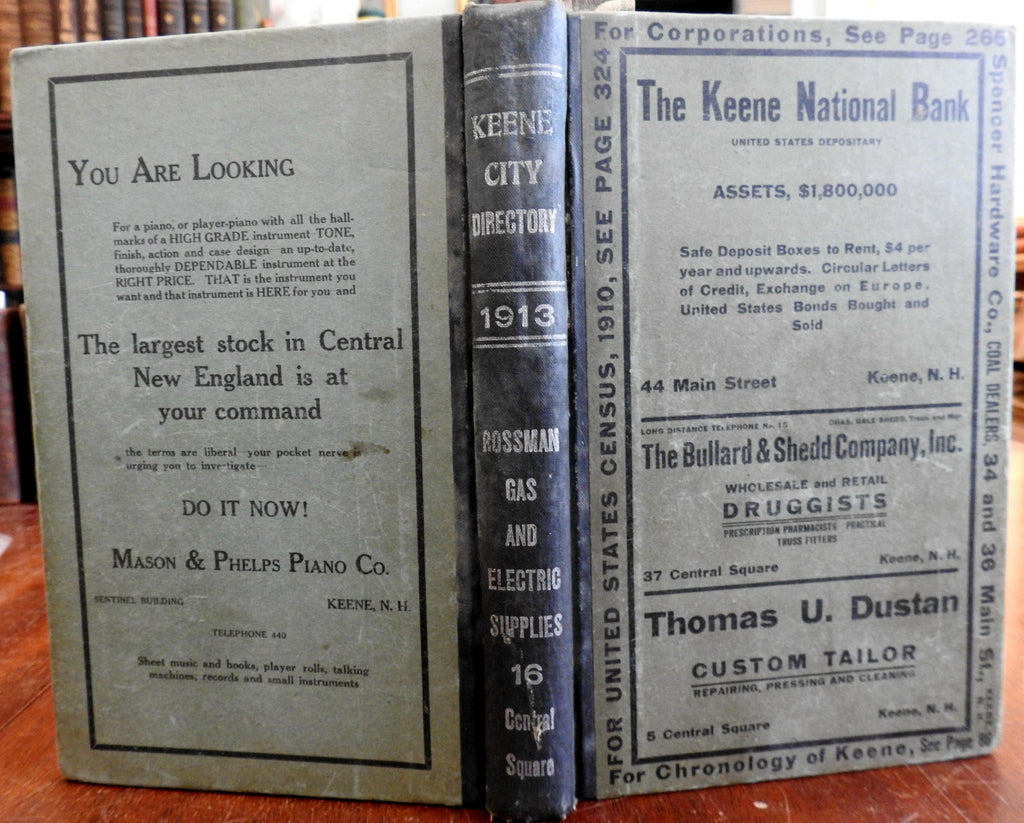 YOU ARE LOOKING
For a piano, or player-piano with all the hall-
marks of a HIGH GRADE instrument TONE,
finish, action and case design an up-to-date,
thoroughly DEPENDABLE instrument at the
RIGHT PRICE. THAT is the instrument you
want and that instrument is HERE for you and
The largest stock in Central
New England is at
your command
the terms are liberal your pocket nerve is
urging you to investigate—
DO IT NOW!
MASON & PHELPS PIANO CO.
SENTINEL BUILDING KEENE, N. H.
TELEPHONE 440
Sheet music and books, player rolls, talking
machines, records and small instruments
KEENE
CITY
DIRECTORY
1913
ROSSMAN
GAS
AND
ELECTRIC
SUPPLIES
16
Central
Square
For Corporations, See Page 265
FOR UNITED STATES CENSUS, 1910, SEE PAGE 324
The Keene National Bank
UNITED STATES DEPOSITARY
ASSETS, $1,800,000
Safe Deposit Boxes to Rent, $4 per
year and upwards. Circular Letters
of Credit, Exchange on Europe.
United States Bonds Bought and
Sold
44 Main Street Keene, N. H.
LONG DISTANCE TELEPHONE No. 15 CHAS. GALE SHEDD, Treas. and Mgr.
The Bullard & Shedd Company, Inc.
WHOLESALE and RETAIL
DRUGGISTS
PRESCRIPTION PHARMACISTS PRACTICAL
TRUSS FITTERS
37 Central Square Keene, N. H.
Thomas U. Dustan
CUSTOM TAILOR
REPAIRING, PRESSING AND CLEANING
5 Central Square Keene, N. H.
Spencer Hardware Co., COAL DEALERS, 34 and 36 Main St., KEENE, N. H.
For Chronology of Keene, See Page